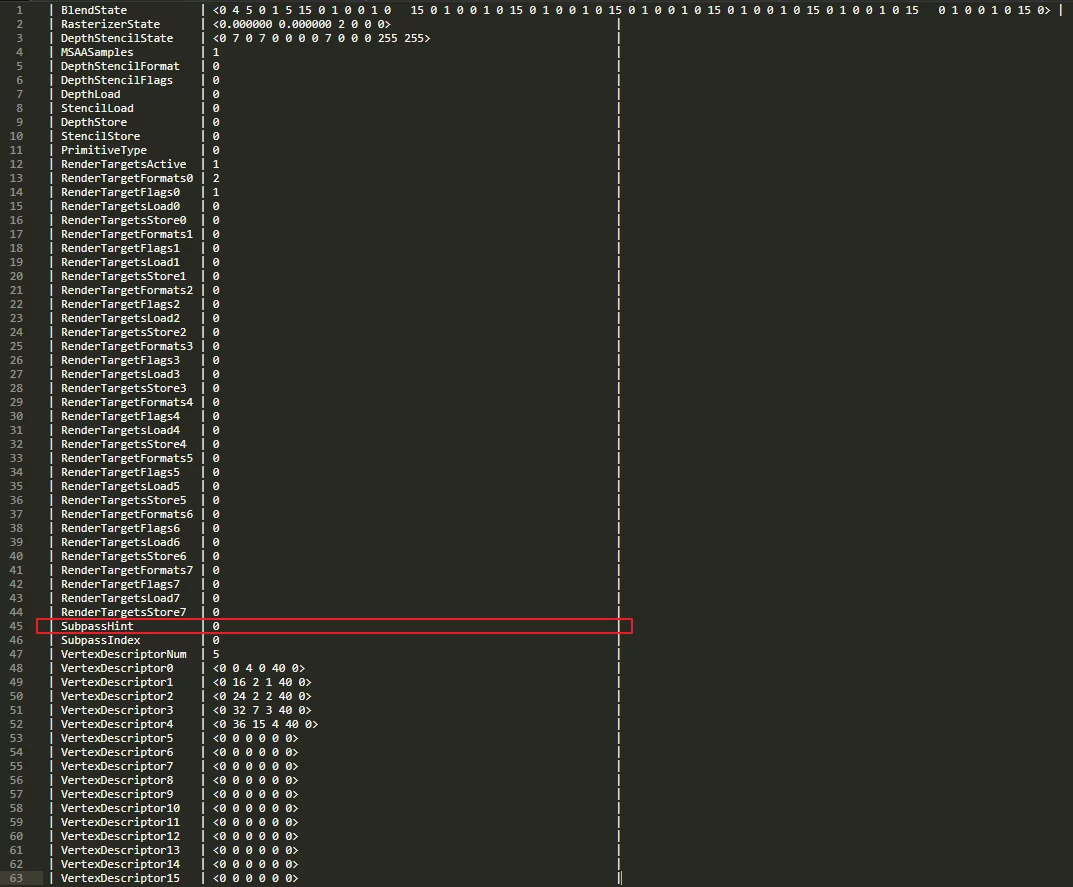 1 | BlendState | <0 4 5 0 1 5 15 0 1 0 0 1 0 15 0 1 0 0 1 0 15 0 1 0 0 1 0 15 0 1 0 0 1 0 15 0 1 0 0 1 0 15 0 1 0 0 1 0 15 0 1 0 0 1 0 15 0> |
2 | RasterizerState | <0.000000 0.000000 2 0 0 0> |
3 | DepthStencilState | <0 7 0 7 0 0 0 0 7 0 0 0 255 255> |
4 | MSAASamples | 1 |
5 | DepthStencilFormat | 0 |
6 | DepthStencilFlags | 0 |
7 | DepthLoad | 0 |
8 | StencilLoad | 0 |
9 | DepthStore | 0 |
10 | StencilStore | 0 |
11 | PrimitiveType | 0 |
12 | RenderTargetsActive | 1 |
13 | RenderTargetFormats0 | 2 |
14 | RenderTargetFlags0 | 1 |
15 | RenderTargetsLoad0 | 0 |
16 | RenderTargetsStore0 | 0 |
17 | RenderTargetFormats1 | 0 |
18 | RenderTargetFlags1 | 0 |
19 | RenderTargetsLoad1 | 0 |
20 | RenderTargetsStore1 | 0 |
21 | RenderTargetFormats2 | 0 |
22 | RenderTargetFlags2 | 0 |
23 | RenderTargetsLoad2 | 0 |
24 | RenderTargetsStore2 | 0 |
25 | RenderTargetFormats3 | 0 |
26 | RenderTargetFlags3 | 0 |
27 | RenderTargetsLoad3 | 0 |
28 | RenderTargetsStore3 | 0 |
29 | RenderTargetFormats4 | 0 |
30 | RenderTargetFlags4 | 0 |
31 | RenderTargetsLoad4 | 0 |
32 | RenderTargetsStore4 | 0 |
33 | RenderTargetFormats5 | 0 |
34 | RenderTargetFlags5 | 0 |
35 | RenderTargetsLoad5 | 0 |
36 | RenderTargetsStore5 | 0 |
37 | RenderTargetFormats6 | 0 |
38 | RenderTargetFlags6 | 0 |
39 | RenderTargetsLoad6 | 0 |
40 | RenderTargetsStore6 | 0 |
41 | RenderTargetFormats7 | 0 |
42 | RenderTargetFlags7 | 0 |
43 | RenderTargetsLoad7 | 0 |
44 | RenderTargetsStore7 | 0 |
45 | SubpassHint | 0 |
46 | SubpassIndex | 0 |
47 | VertexDescriptorNum | 5 |
48 | VertexDescriptor0 | <0 0 4 0 40 0> |
49 | VertexDescriptor1 | <0 16 2 1 40 0> |
50 | VertexDescriptor2 | <0 24 2 2 40 0> |
51 | VertexDescriptor3 | <0 32 7 3 40 0> |
52 | VertexDescriptor4 | <0 36 15 4 40 0> |
53 | VertexDescriptor5 | <0 0 0 0 0 0> |
54 | VertexDescriptor6 | <0 0 0 0 0 0> |
55 | VertexDescriptor7 | <0 0 0 0 0 0> |
56 | VertexDescriptor8 | <0 0 0 0 0 0> |
57 | VertexDescriptor9 | <0 0 0 0 0 0> |
58 | VertexDescriptor10 | <0 0 0 0 0 0> |
59 | VertexDescriptor11 | <0 0 0 0 0 0> |
60 | VertexDescriptor12 | <0 0 0 0 0 0> |
61 | VertexDescriptor13 | <0 0 0 0 0 0> |
62 | VertexDescriptor14 | <0 0 0 0 0 0> |
63 | VertexDescriptor15 | <0 0 0 0 0 0> |